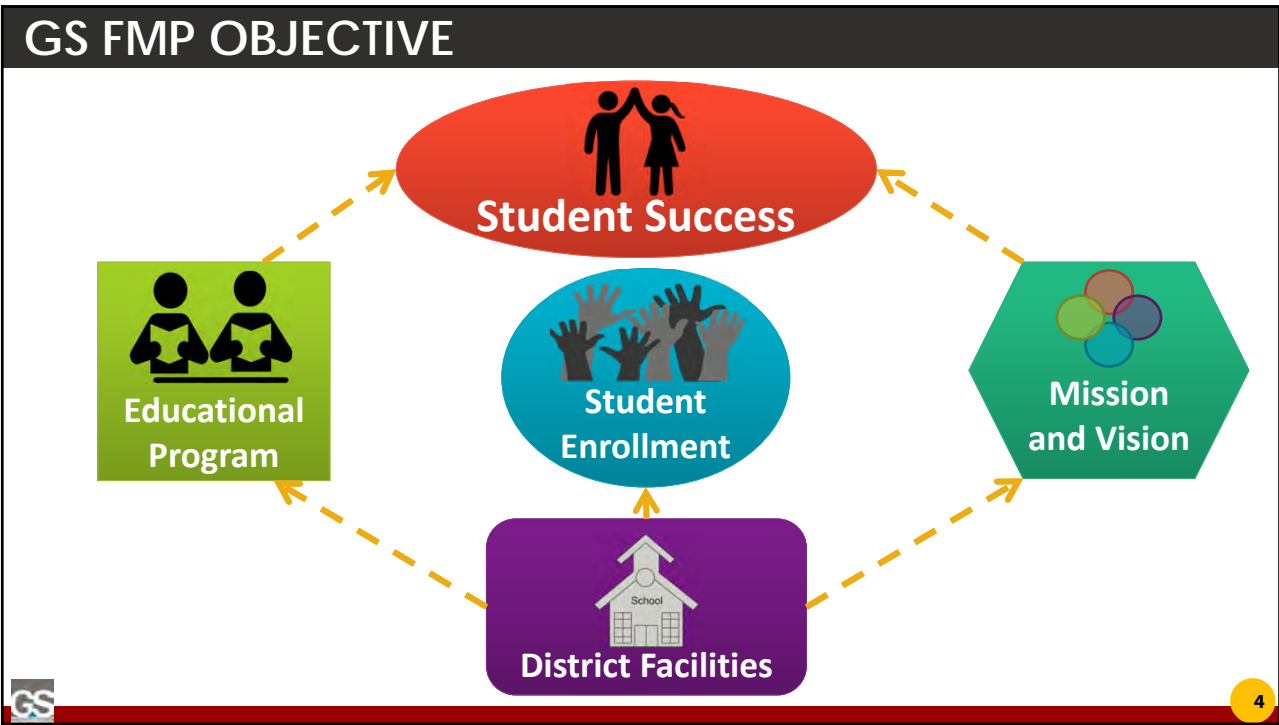 GS FMP OBJECTIVE
Student Success
Educational
Program
Student
Enrollment
Mission
and Vision
School
District Facilities
GS
4